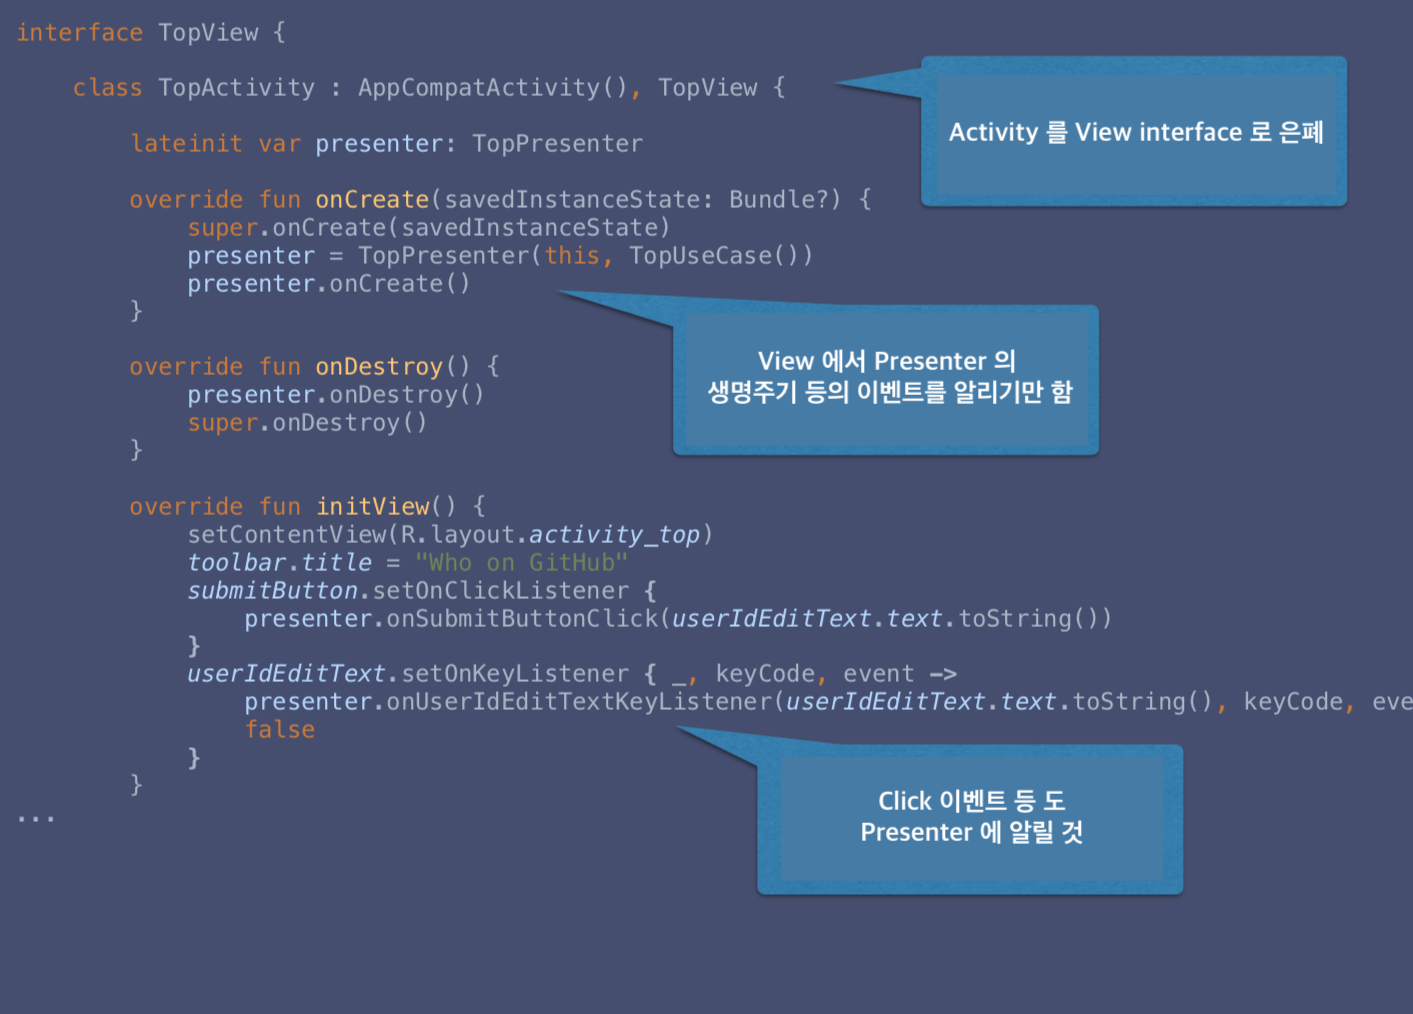 interface TopView {
class TopActivity : AppCompatActivity(), TopView {
Activity 를 View interface 로 은폐
lateinit var presenter: TopPresenter
override fun onCreate(savedInstanceState: Bundle?) {
super.onCreate(savedInstanceState)
presenter = TopPresenter(this, TopUseCase())
presenter.onCreate()
}
View 에서 Presenter 의
생명주기 등의 이벤트를 알리기만 함
override fun onDestroy() {
presenter.onDestroy()
super.onDestroy()
}
override fun initView() {
setContentView(R.layout.activity_top)
toolbar.title = "Who on GitHub"
submitButton.setOnClickListener {
presenter.onSubmitButtonClick(userIdEditText.text.toString())
}
userIdEditText.setOnKeyListener { _, keyCode, event ->
presenter.onUserIdEditTextKeyListener(userIdEditText.text.toString(), keyCode, eve
false
}
}
Click 이벤트 등 도
Presenter 에 알릴 것
...